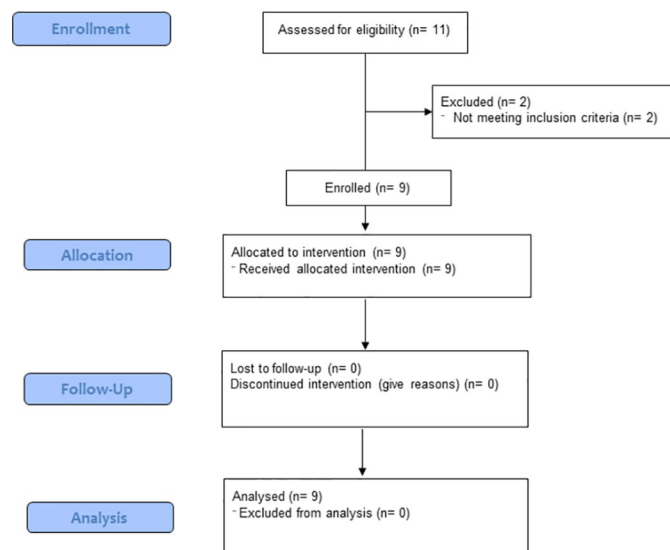 Enrollment
Assessed for eligibility (n= 11)
Excluded (n= 2)
- Not meeting inclusion criteria (n= 2)
Enrolled (n= 9)
Allocation
Allocated to intervention (n= 9)
- Received allocated intervention (n= 9)
Follow-Up
Lost to follow-up (n= 0)
Discontinued intervention (give reasons) (n= 0)
Analysis
Analysed (n= 9)
- Excluded from analysis (n= 0)